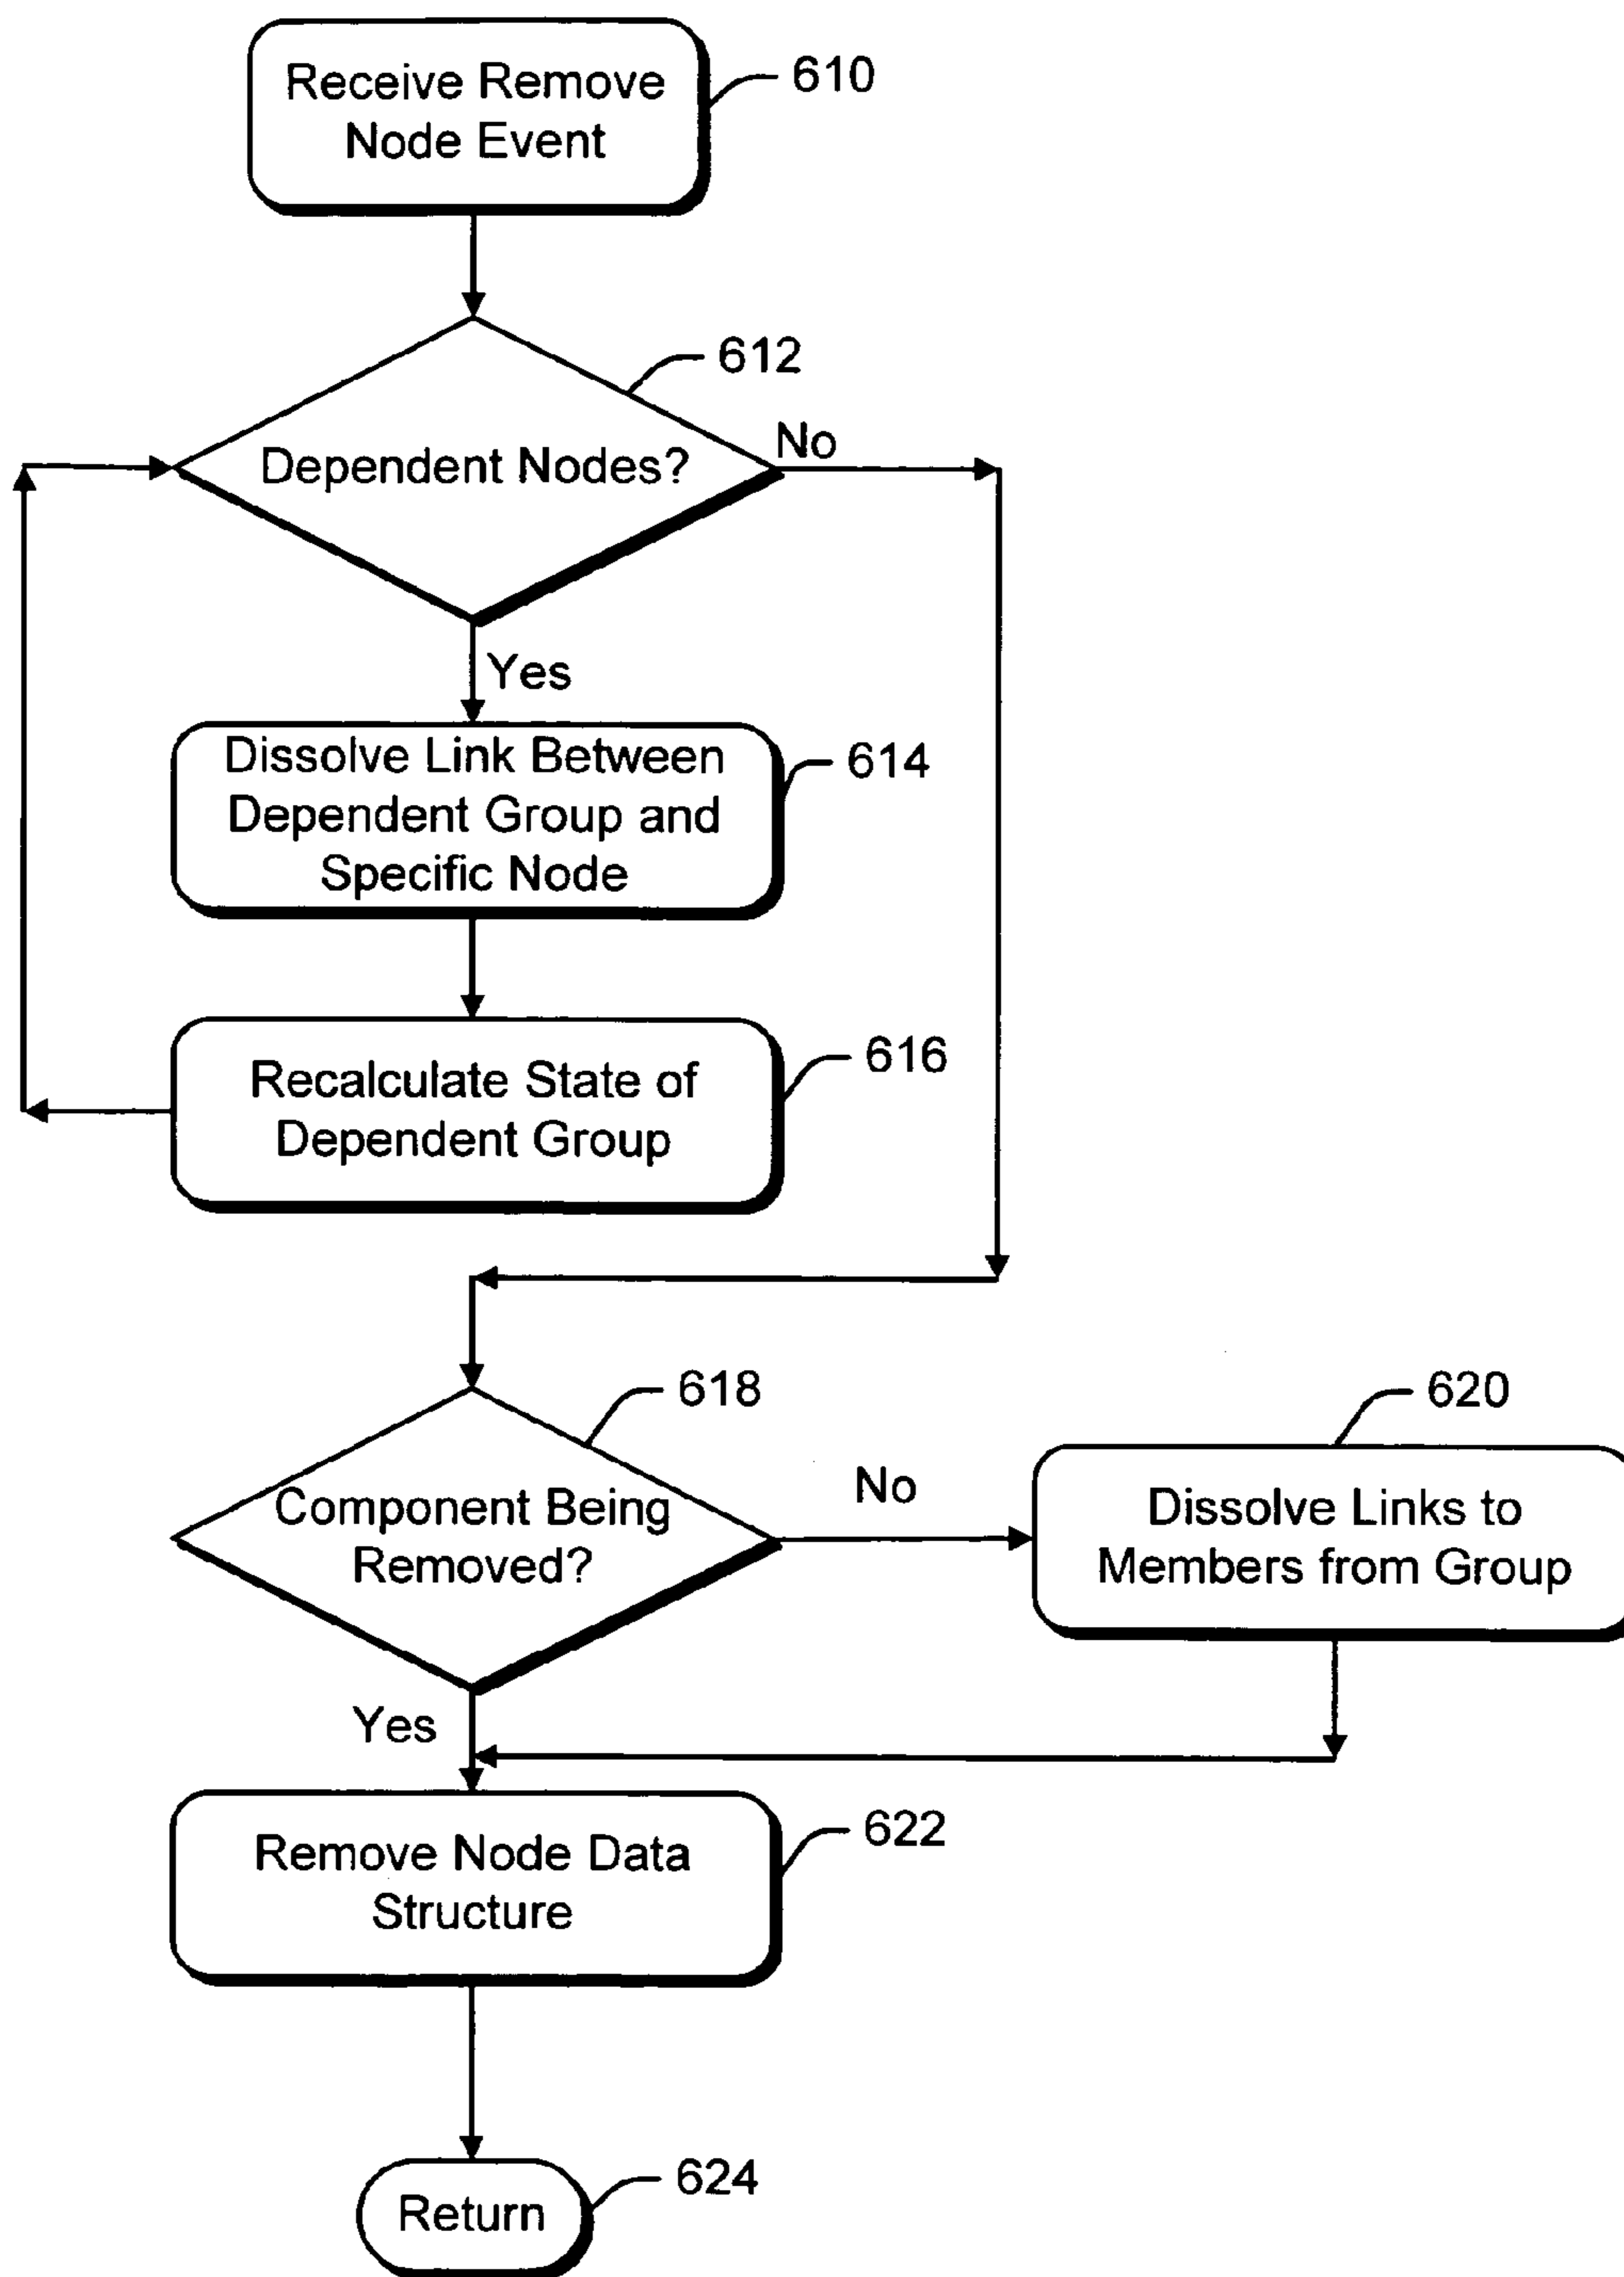 Receive Remove
Node Event
610
612
Dependent Nodes?
No
Yes
Dissolve Link Between
Dependent Group and
Specific Node
614
Recalculate State of
Dependent Group
616
618
Component Being
Removed?
No
620
Dissolve Links to
Members from Group
Yes
Remove Node Data
Structure
622
Return
624